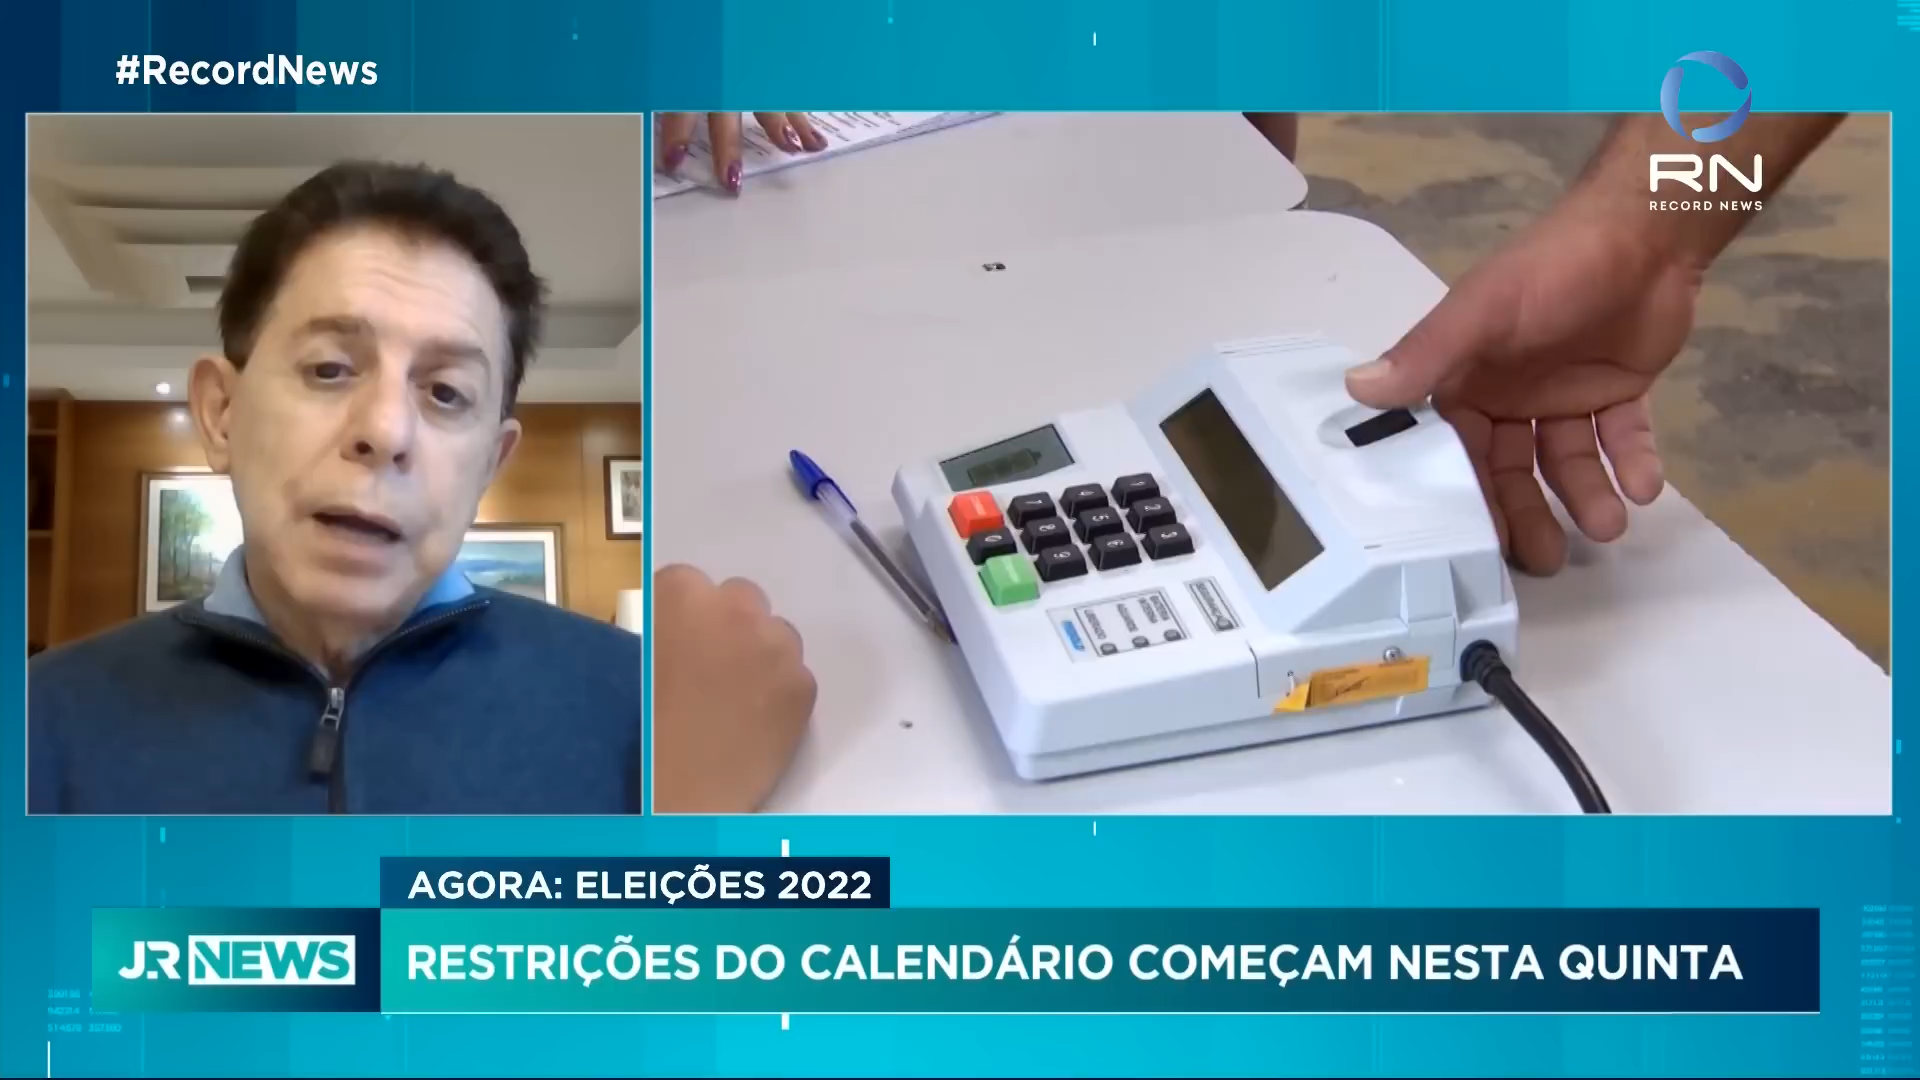 #RecordNews
RN
RECORD NEWS
AGORA: ELEIÇÕES 2022
JR NEWS
RESTRIÇÕES DO CALENDÁRIO COMEÇAM NESTA QUINTA